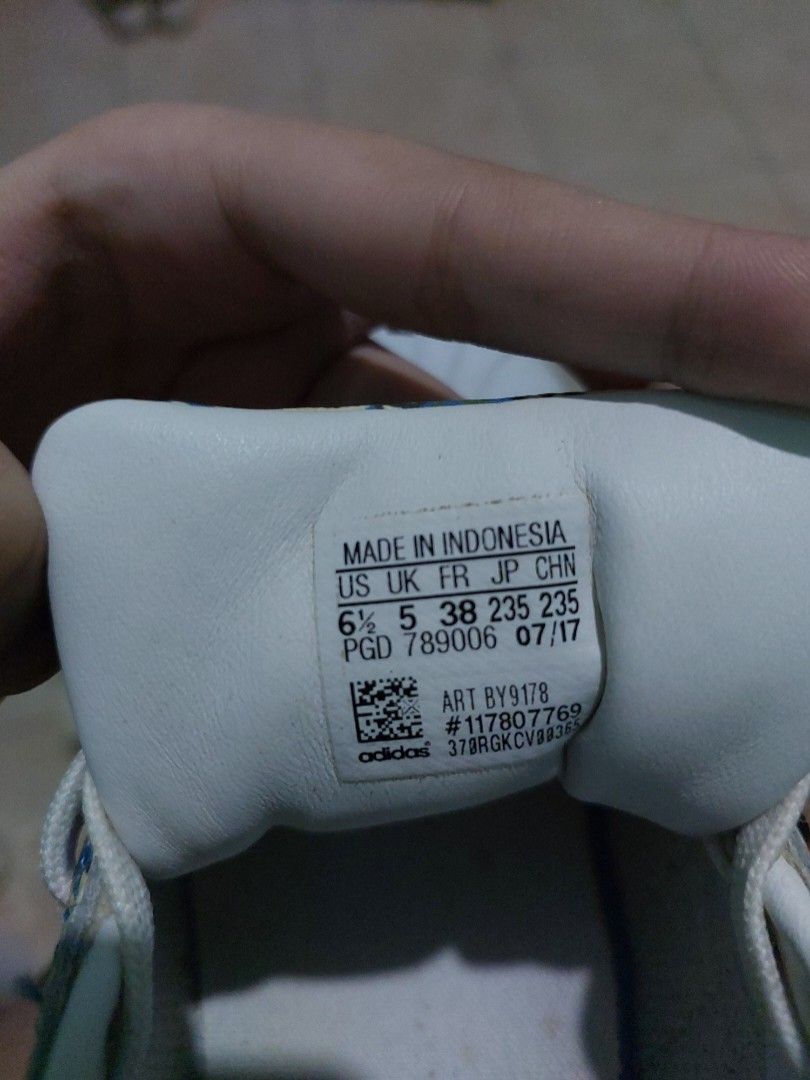 MADE IN INDONESIA
US UK FR JP CHN
6½ 5 38 235 235
PGD 789006 07/17
ART BY9178
#117807769
370RGKCV00365
adidas